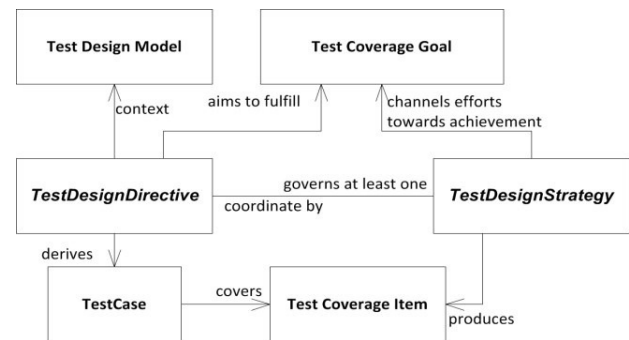 Test Design Model
Test Coverage Goal
context
aims to fulfill
channels efforts
towards achievement
TestDesignDirective
governs at least one
coordinate by
TestDesignStrategy
derives
TestCase
covers
Test Coverage Item
produces